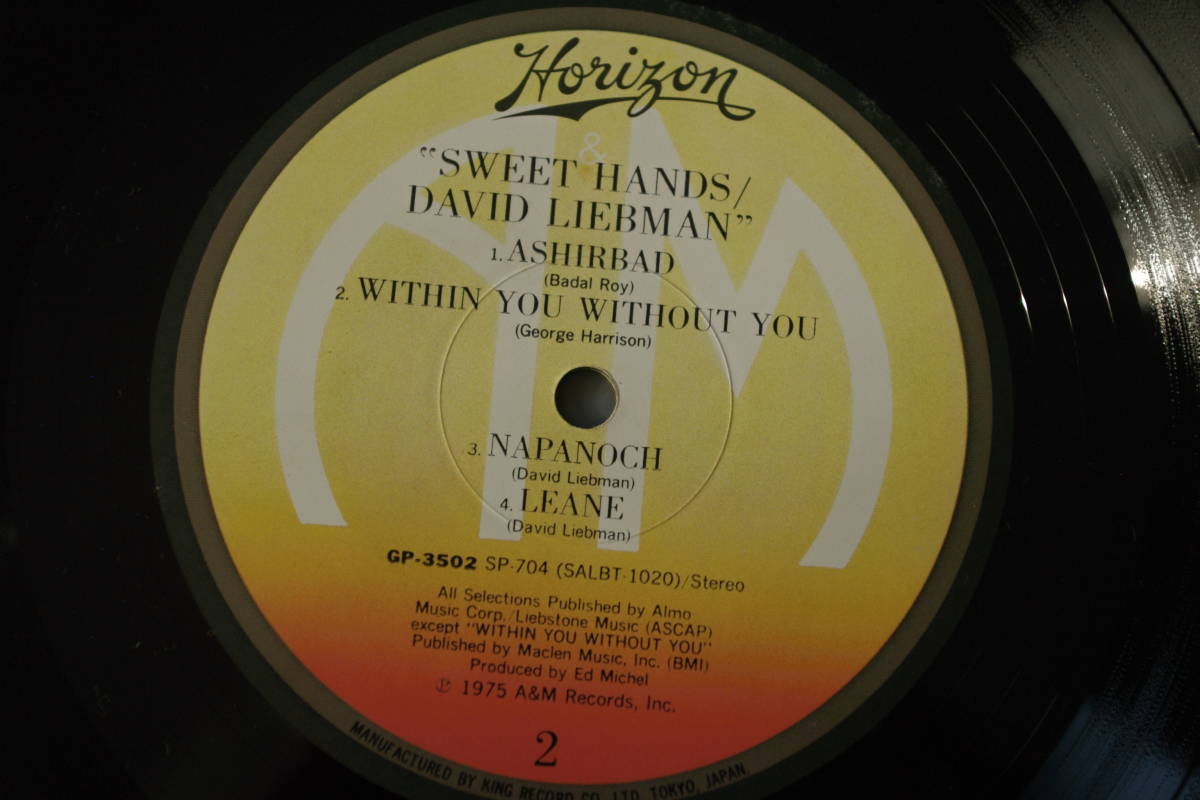 Horizon
&
“SWEET HANDS/
DAVID LIEBMAN”
1. ASHIRBAD
(Badal Roy)
2. WITHIN YOU WITHOUT YOU
(George Harrison)
3. NAPANOCH
(David Liebman)
4. LEANE
(David Liebman)
GP-3502 SP-704 (SALBT-1020)/Stereo
All Selections Published by Almo
Music Corp./Liebstone Music (ASCAP)
except "WITHIN YOU WITHOUT YOU"
Published by Maclen Music, Inc. (BMI)
Produced by Ed Michel
℗ 1975 A&M Records, Inc.
2
MANUFACTURED BY KING RECORD CO. LTD. TOKYO, JAPAN.